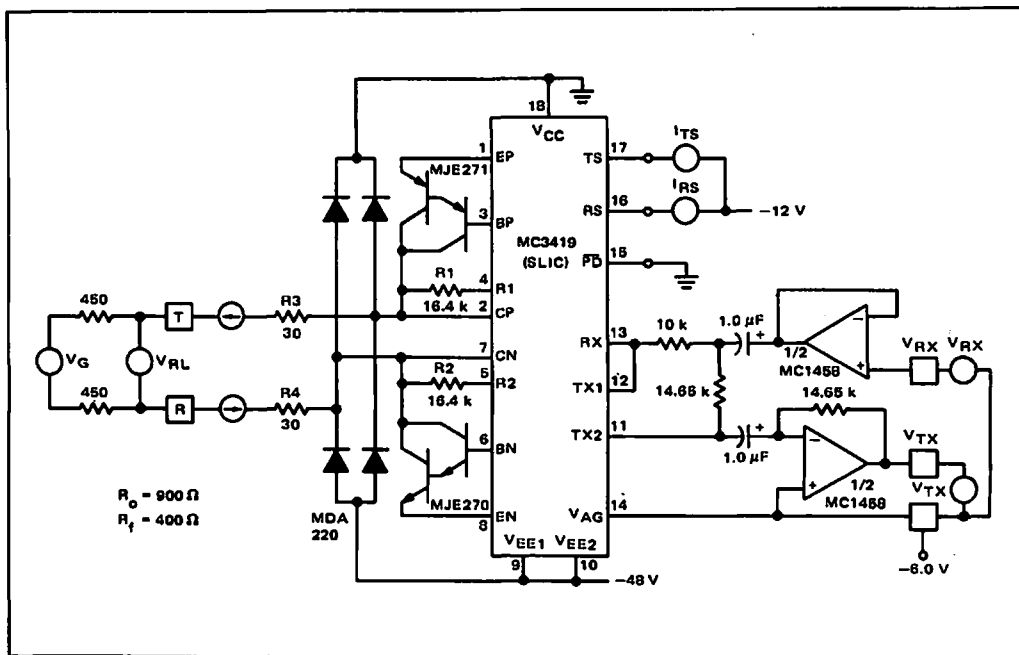 18
VCC
1
EP
MJE271
3
BP
R1
4
R1
16.4 k
2
CP
7
CN
R2
5
R2
16.4 k
6
BN
MJE270
EN
8
VEE1
VEE2
9
10
−48 V
MC3419
(SLIC)
17
TS
ITS
16
RS
IRS
−12 V
15
PD
13
RX
10 k
1.0 μF
+
−
+
1/2
MC1458
VRX
VRX
12
TX1
14.65 k
14.65 k
11
TX2
1.0 μF
+
−
+
1/2
MC1458
VTX
VTX
14
VAG
−6.0 V
450
VG
450
VRL
T
R
R3
30
R4
30
Ro = 900 Ω
Rf = 400 Ω
MDA
220